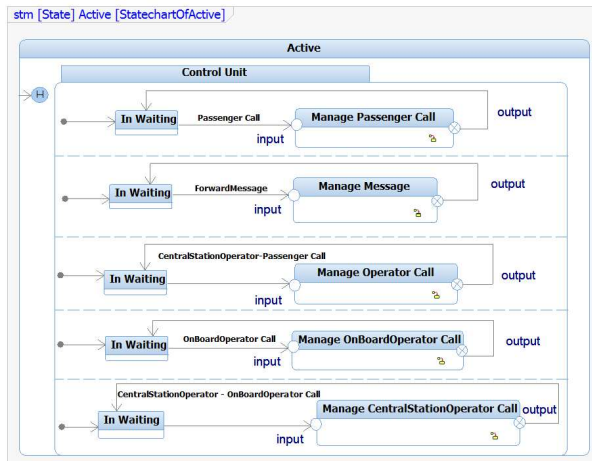 stm [State] Active [StatechartOfActive]
Active
H
Control Unit
In Waiting
Passenger Call
input
Manage Passenger Call
output
In Waiting
ForwardMessage
input
Manage Message
output
CentralStationOperator-Passenger Call
In Waiting
input
Manage Operator Call
output
In Waiting
OnBoardOperator Call
input
Manage OnBoardOperator Call
output
CentralStationOperator - OnBoardOperator Call
In Waiting
input
Manage CentralStationOperator Call
output